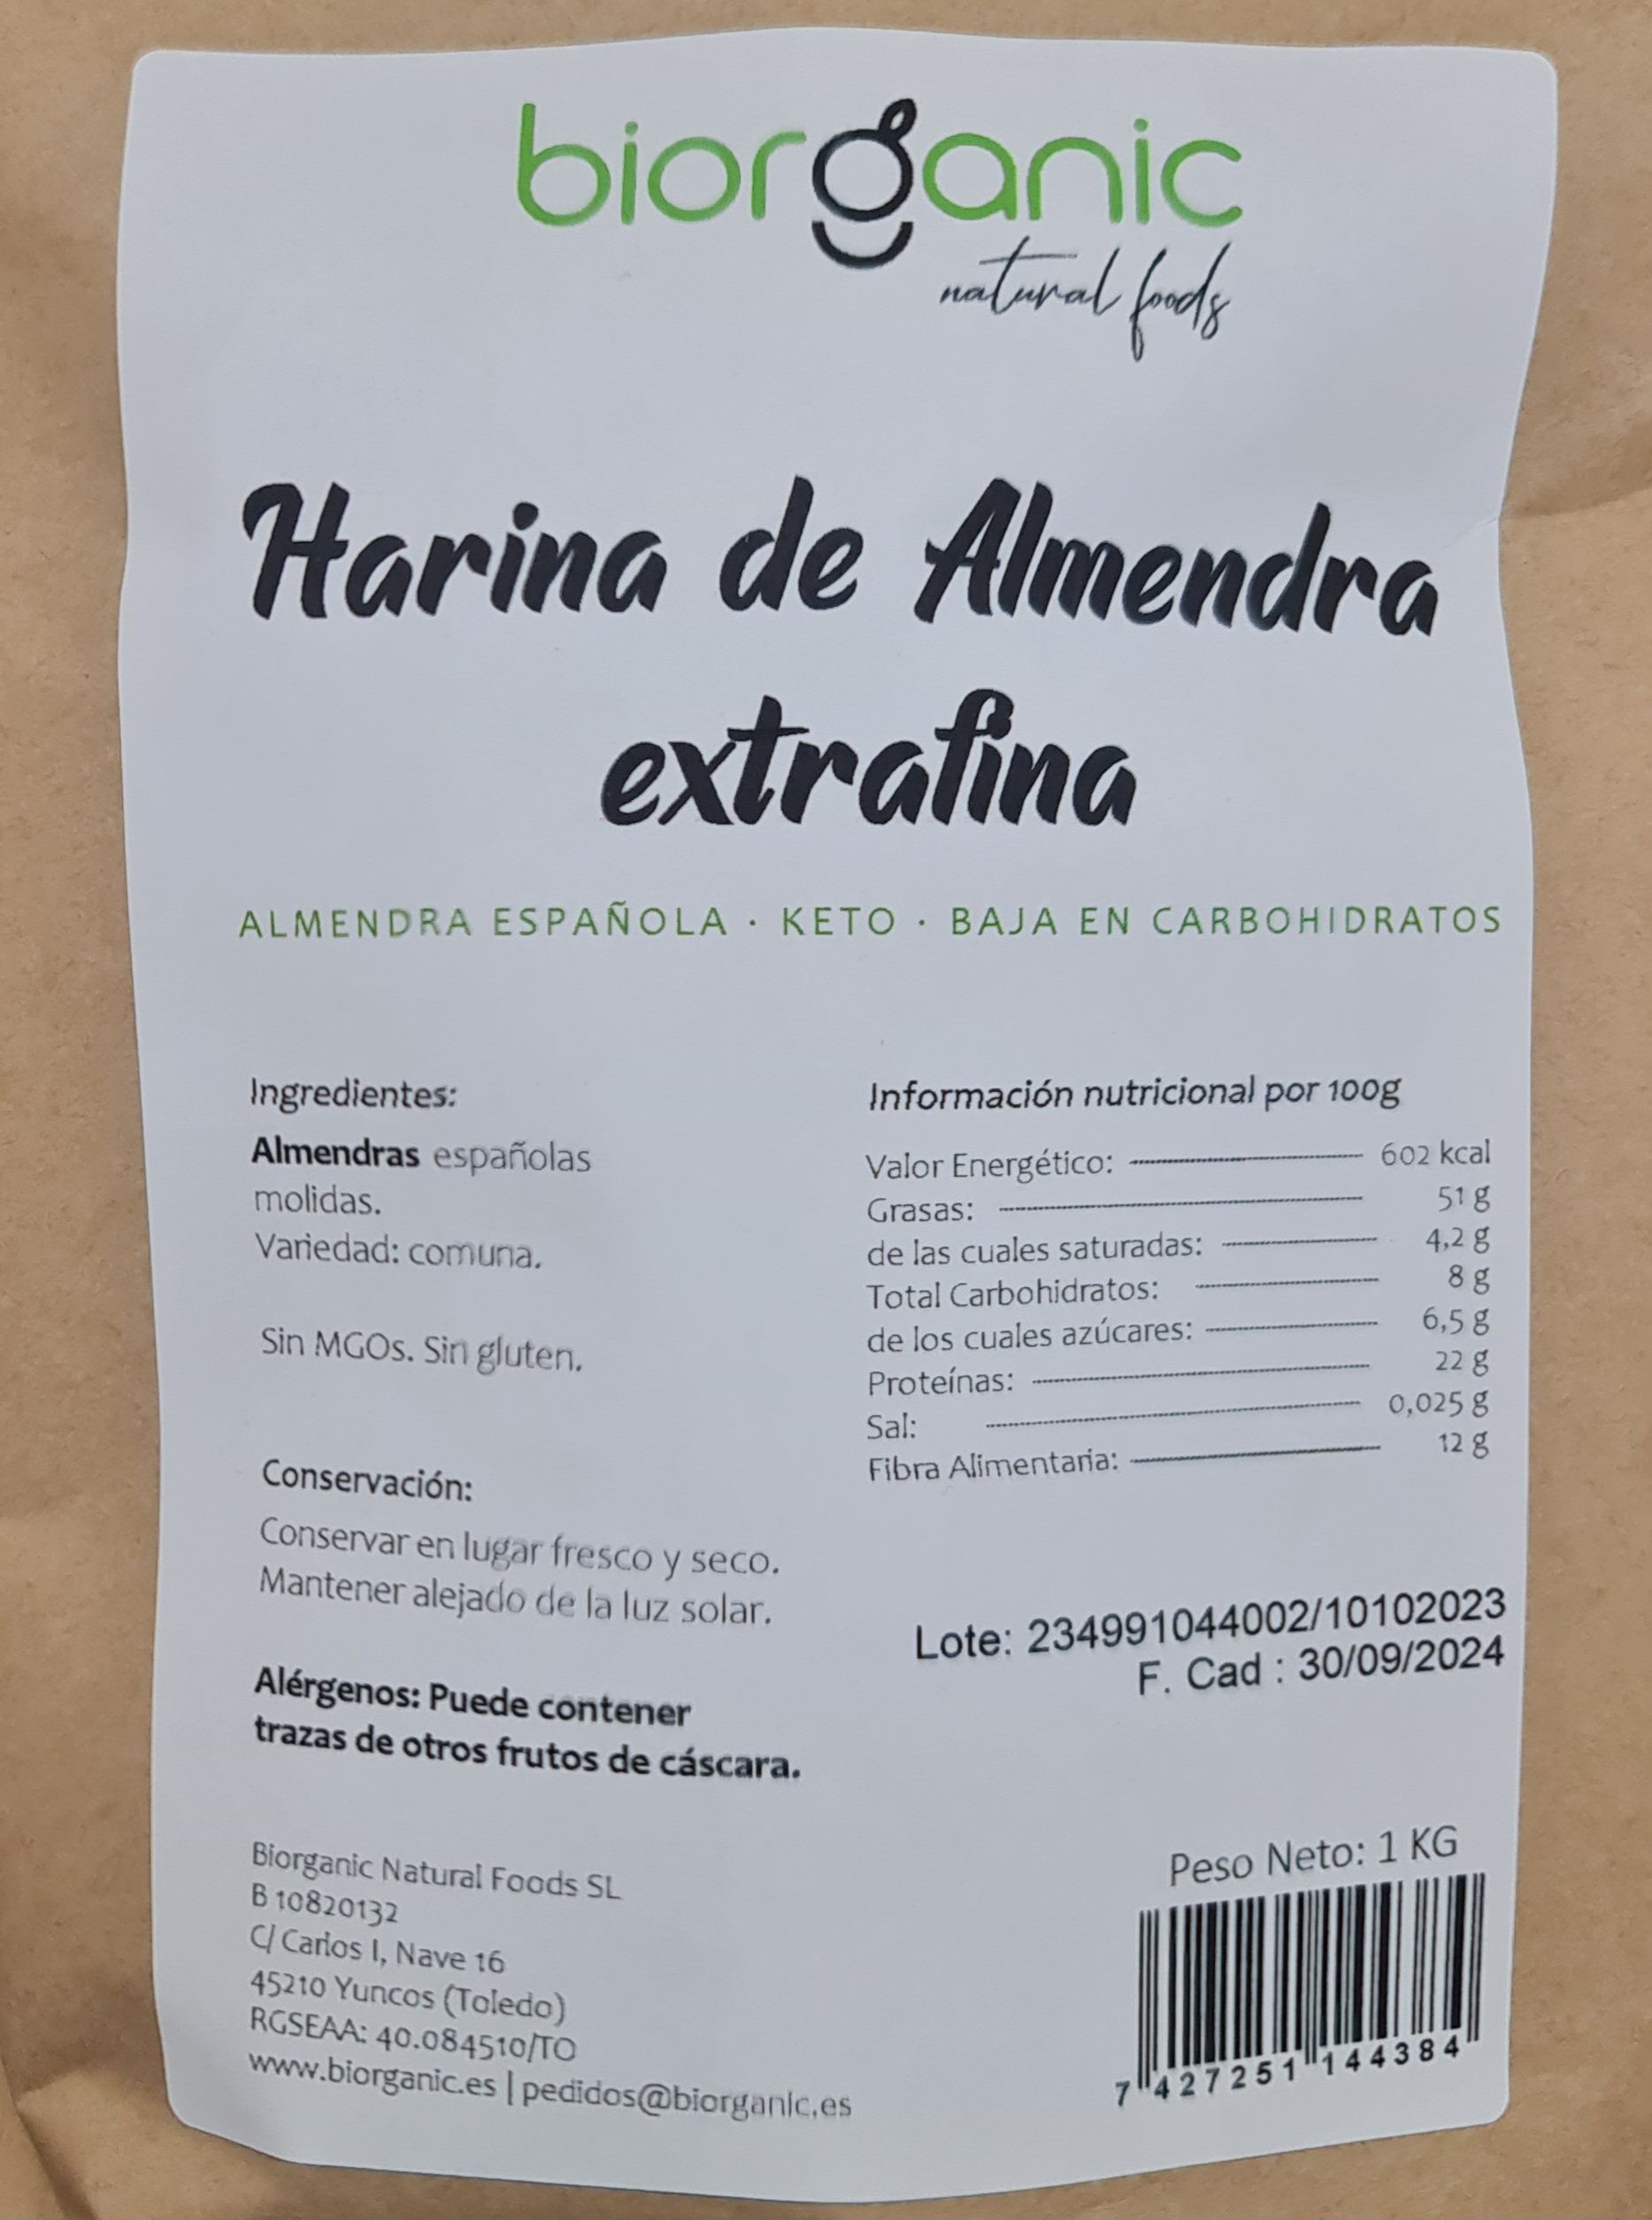 biorganic
natural foods
Harina de Almendra
extrafina
ALMENDRA ESPAÑOLA · KETO · BAJA EN CARBOHIDRATOS
Ingredientes:
Almendras españolas
molidas.
Variedad: comuna.
Sin MGOs. Sin gluten.
Conservación:
Conservar en lugar fresco y seco.
Mantener alejado de la luz solar.
Alérgenos: Puede contener
trazas de otros frutos de cáscara.
Biorganic Natural Foods SL
B 10820132
C/ Carlos I, Nave 16
45210 Yuncos (Toledo)
RGSEAA: 40.084510/TO
www.biorganic.es | pedidos@biorganic.es
Información nutricional por 100g
Valor Energético: 602 kcal
Grasas: 51 g
de las cuales saturadas: 4,2 g
Total Carbohidratos: 8 g
de los cuales azúcares: 6,5 g
Proteínas: 22 g
Sal: 0,025 g
Fibra Alimentaria: 12 g
Lote: 234991044002/10102023
F. Cad : 30/09/2024
Peso Neto: 1 KG
7 427251 144384